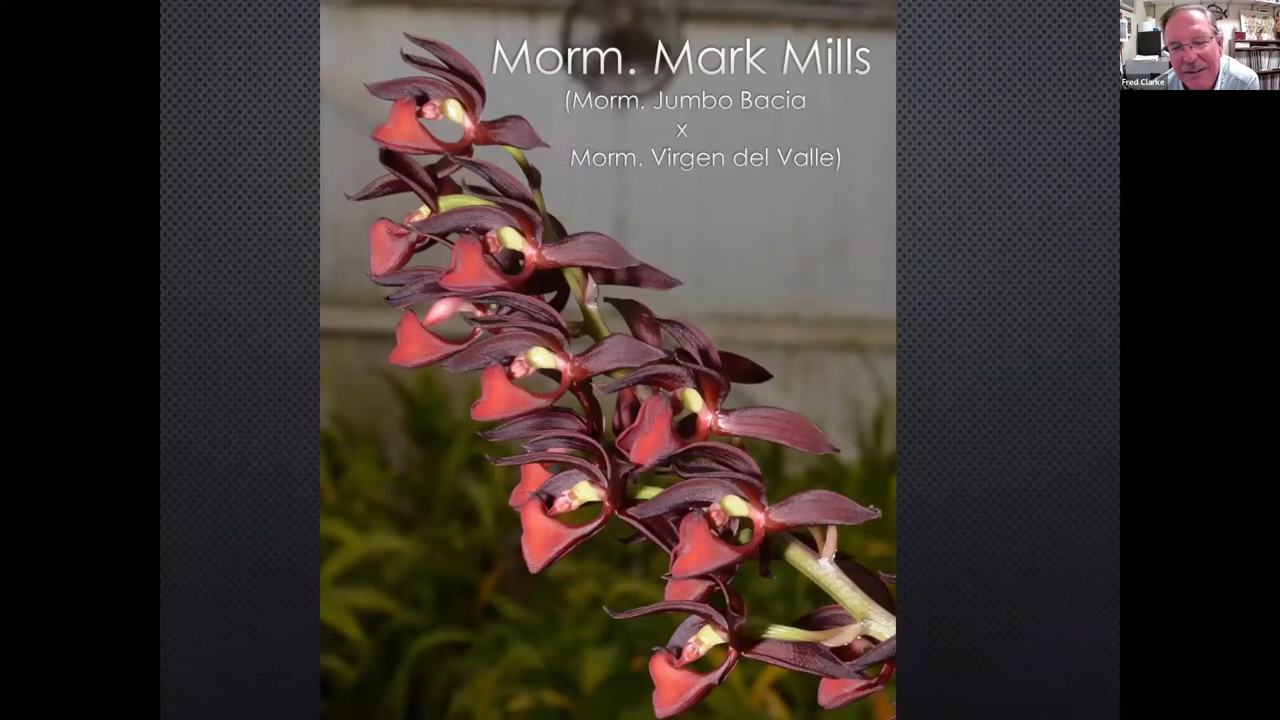 Morm. Mark Mills
(Morm. Jumbo Bacia
x
Morm. Virgen del Valle)
Fred Clarke